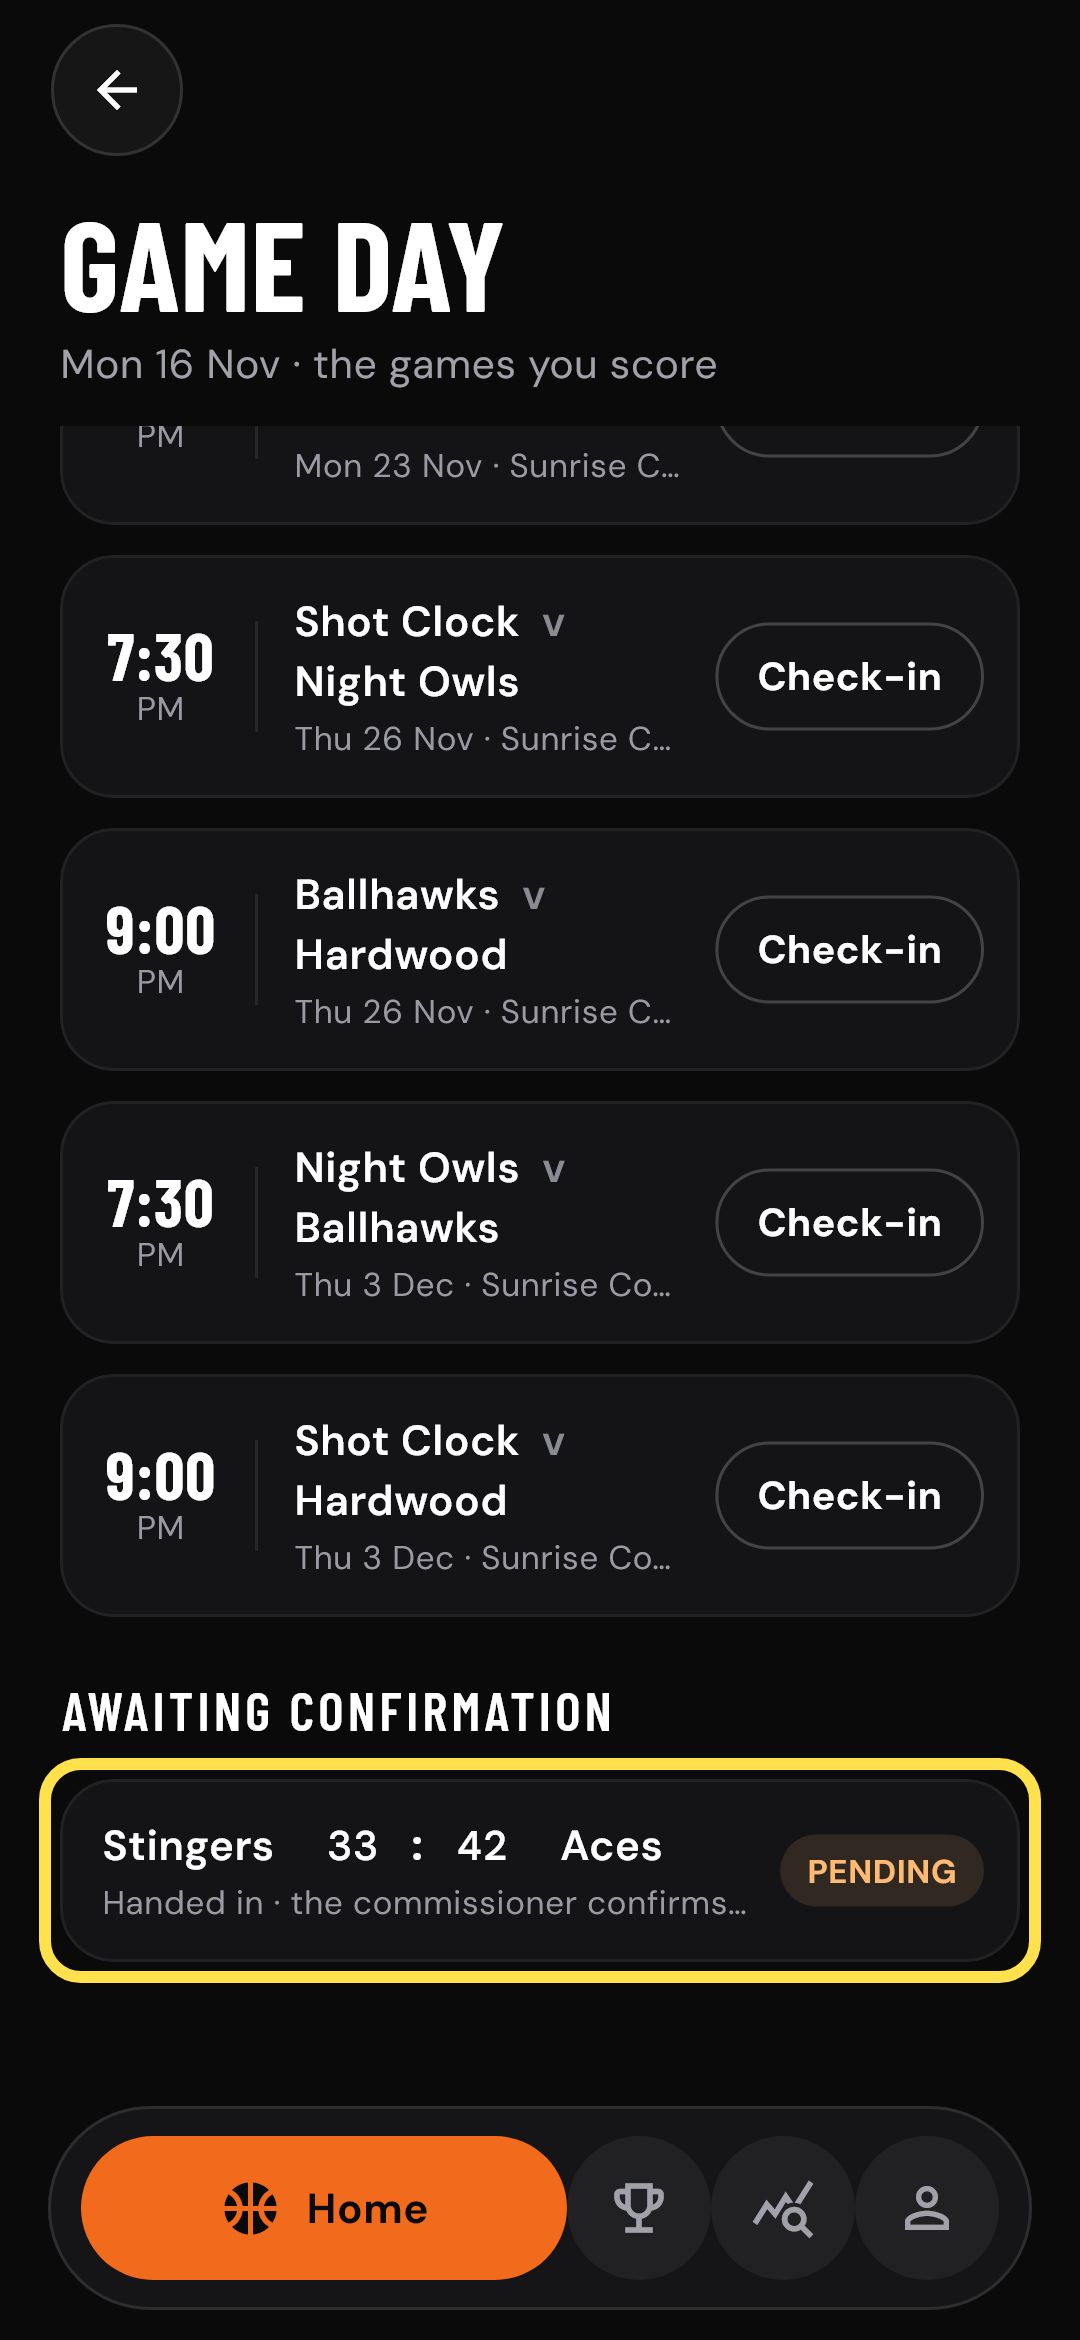 GAME DAY
Mon 16 Nov · the games you score
PM
Mon 23 Nov · Sunrise C...
Shot Clock v
7:30
Night Owls
Check-in
PM
Thu 26 Nov · Sunrise C...
Ballhawks v
9:00
Hardwood
Check-in
PM
Thu 26 Nov · Sunrise C...
Night Owls v
7:30
Ballhawks
Check-in
PM
Thu 3 Dec · Sunrise Co...
Shot Clock v
9:00
Hardwood
Check-in
PM
Thu 3 Dec · Sunrise Co...
AWAITING CONFIRMATION
Stingers 33 : 42 Aces
PENDING
Handed in · the commissioner confirms...
Home